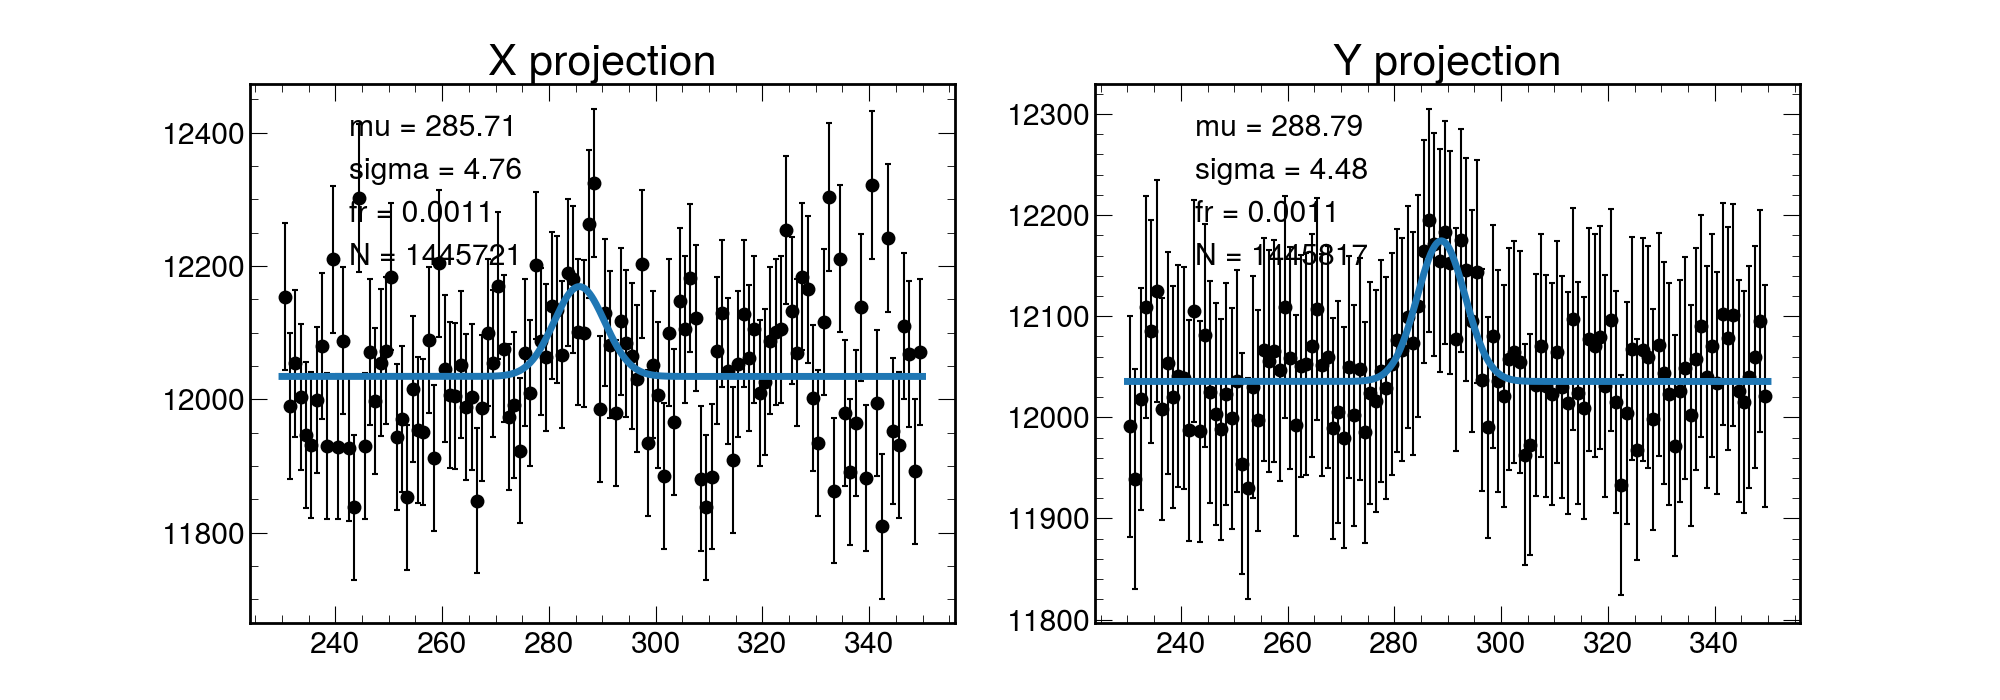 X projection
mu = 285.71
sigma = 4.76
fr = 0.0011
N = 1445721
12400
12200
12000
11800
240 260 280 300 320 340
Y projection
mu = 288.79
sigma = 4.48
fr = 0.0011
N = 1445817
12300
12200
12100
12000
11900
11800
240 260 280 300 320 340